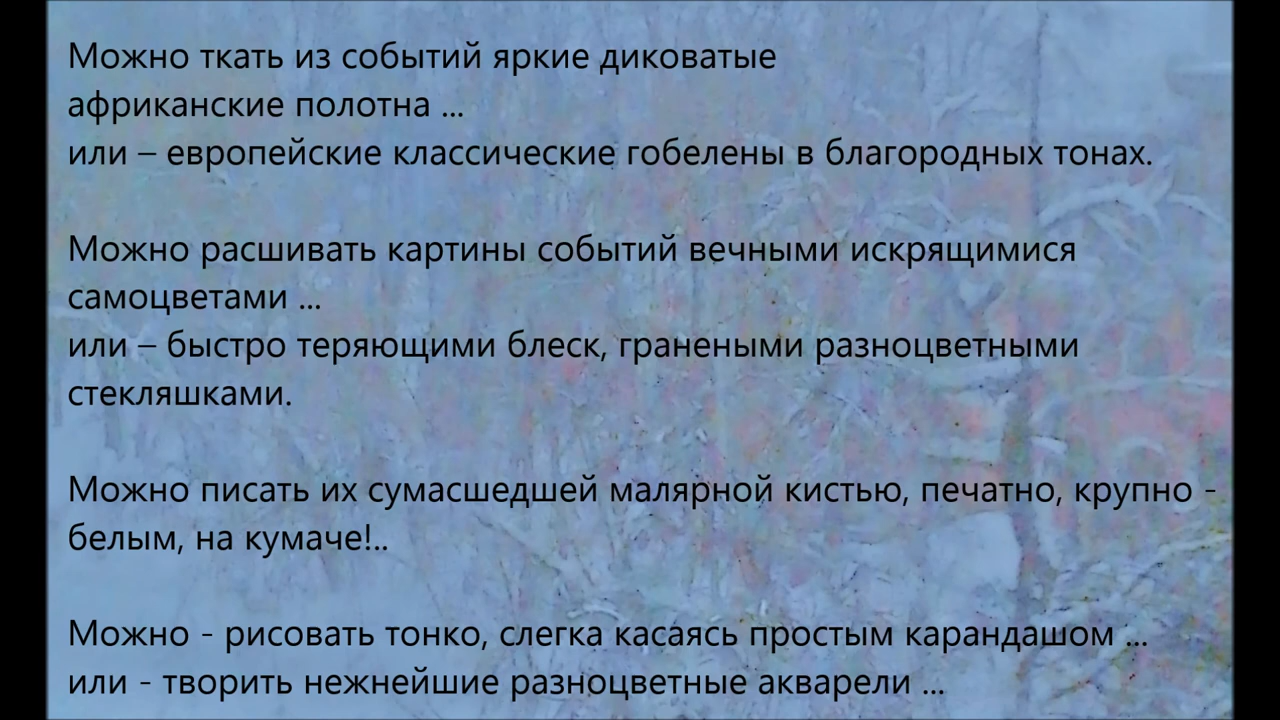 Можно ткать из событий яркие диковатые
африканские полотна ...
или – европейские классические гобелены в благородных тонах.
Можно расшивать картины событий вечными искрящимися
самоцветами ...
или – быстро теряющими блеск, гранеными разноцветными
стекляшками.
Можно писать их сумасшедшей малярной кистью, печатно, крупно -
белым, на кумаче!..
Можно - рисовать тонко, слегка касаясь простым карандашом ...
или - творить нежнейшие разноцветные акварели ...